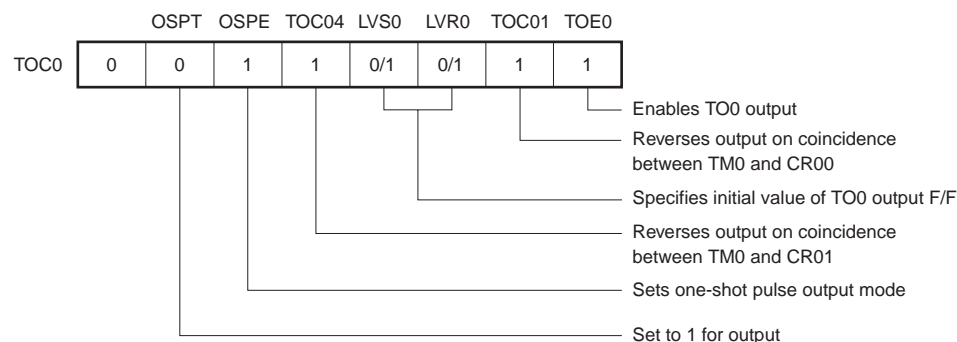 OSPT OSPE TOC04 LVS0 LVR0 TOC01 TOE0
TOC0 0 0 1 1 0/1 0/1 1 1
Enables TO0 output
Reverses output on coincidence
between TM0 and CR00
Specifies initial value of TO0 output F/F
Reverses output on coincidence
between TM0 and CR01
Sets one-shot pulse output mode
Set to 1 for output